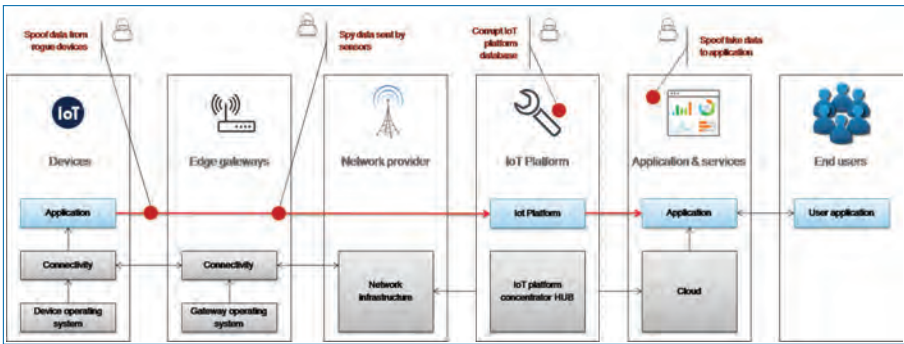 Spoof data from
rogue devices
Spy data sent by
sensors
Corrupt IoT
platform
database
Spoof fake data
to application
IoT
Devices
Edge gateways
Network provider
IoT Platform
Application & services
End users
Application
Iot Platform
Application
User application
Connectivity
Connectivity
Network
Infrastructure
IoT platform
concentrator HUB
Cloud
Device operating
system
Gateway operating
system